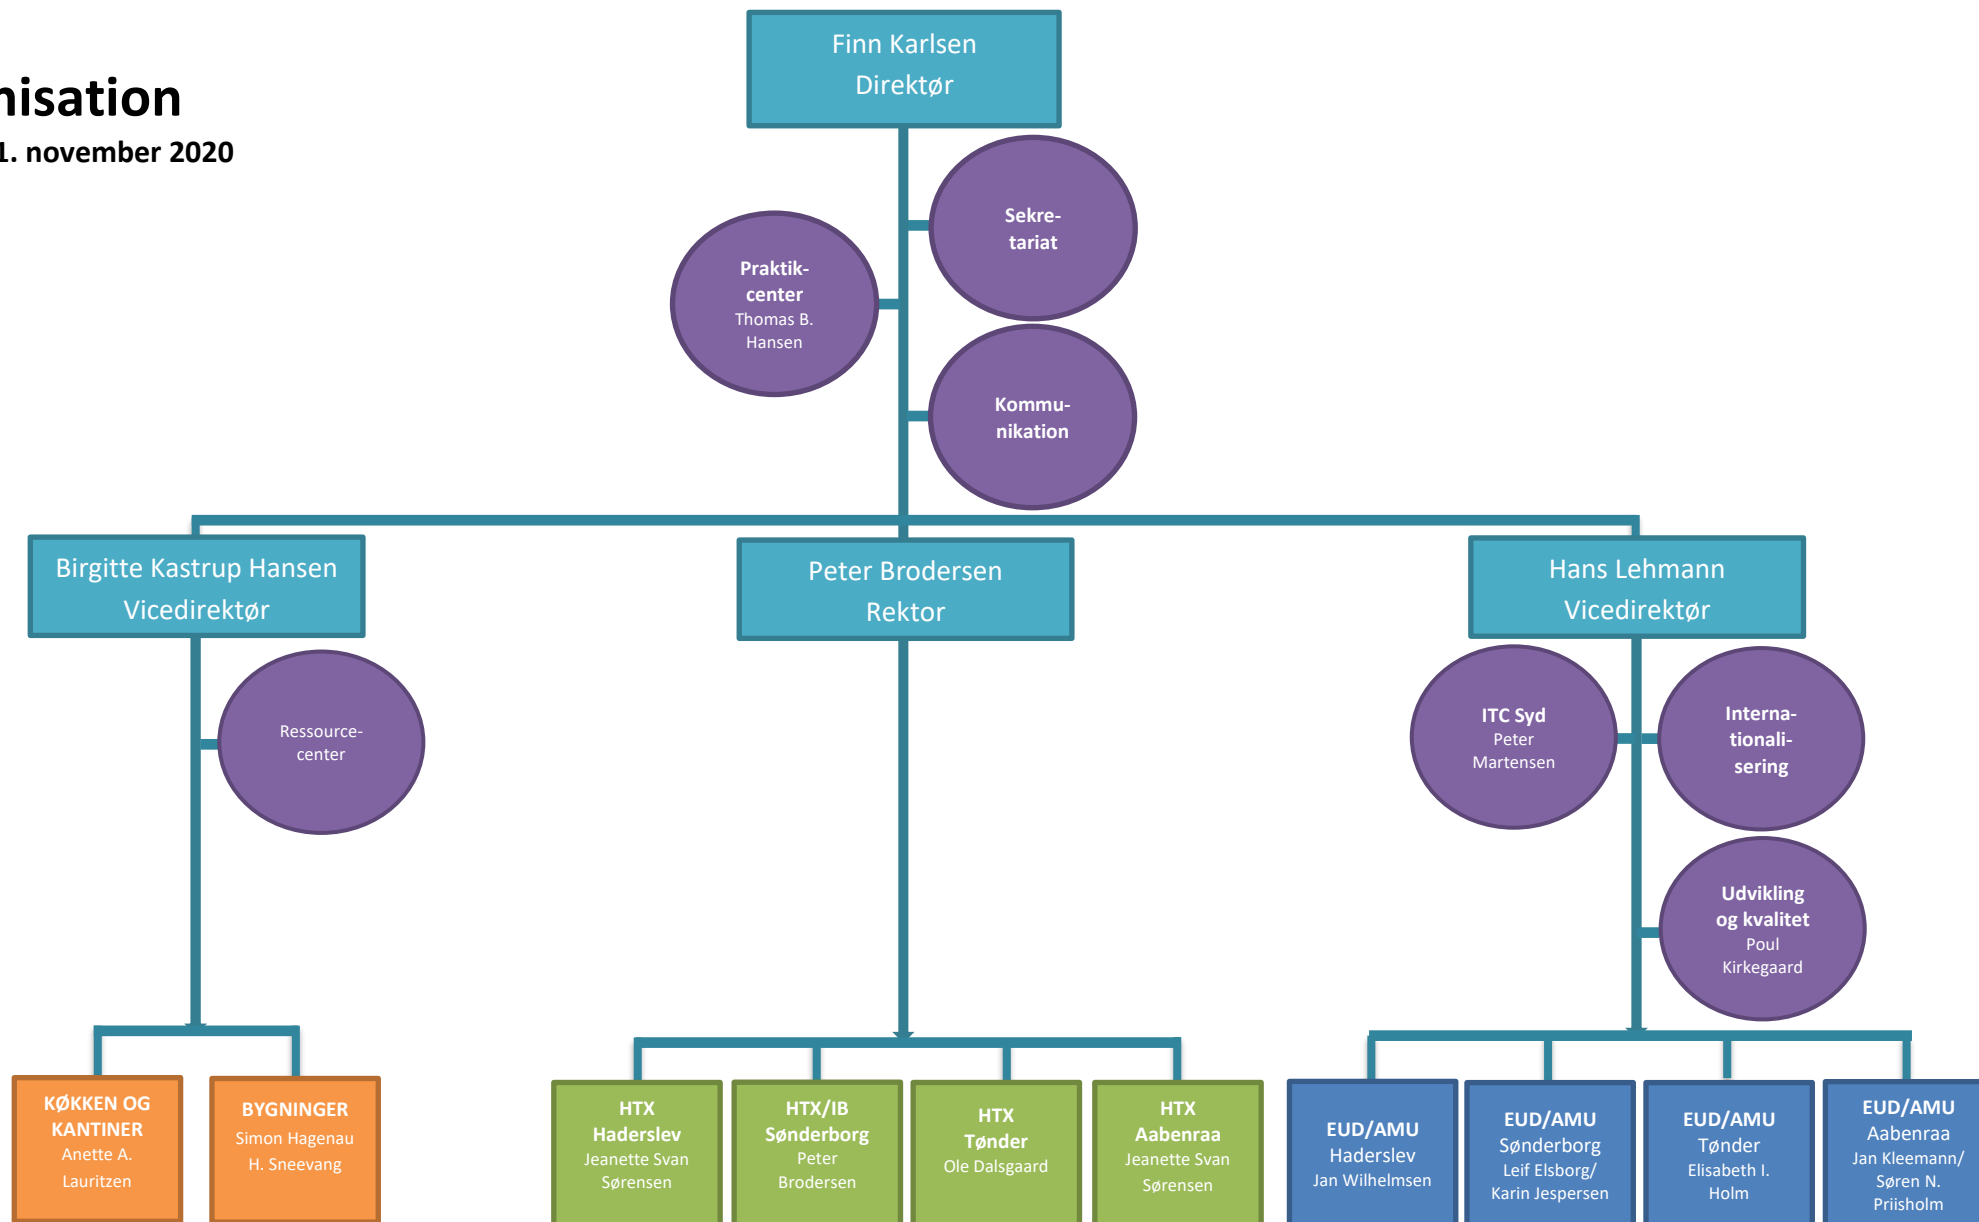 nisation
1. november 2020
Finn Karlsen
Direktør
Sekre-
tariat
Praktik-
center
Thomas B.
Hansen
Kommu-
nikation
Birgitte Kastrup Hansen
Vicedirektør
Peter Brodersen
Rektor
Hans Lehmann
Vicedirektør
Ressource-
center
ITC Syd
Peter
Martensen
Interna-
tionali-
sering
Udvikling
og kvalitet
Poul
Kirkegaard
KØKKEN OG
KANTINER
Anette A.
Lauritzen
BYGNINGER
Simon Hagenau
H. Sneevang
HTX
Haderslev
Jeanette Svan
Sørensen
HTX/IB
Sønderborg
Peter
Brodersen
HTX
Tønder
Ole Dalsgaard
HTX
Aabenraa
Jeanette Svan
Sørensen
EUD/AMU
Haderslev
Jan Wilhelmsen
EUD/AMU
Sønderborg
Leif Elsborg/
Karin Jespersen
EUD/AMU
Tønder
Elisabeth I.
Holm
EUD/AMU
Aabenraa
Jan Kleemann/
Søren N.
Priisholm